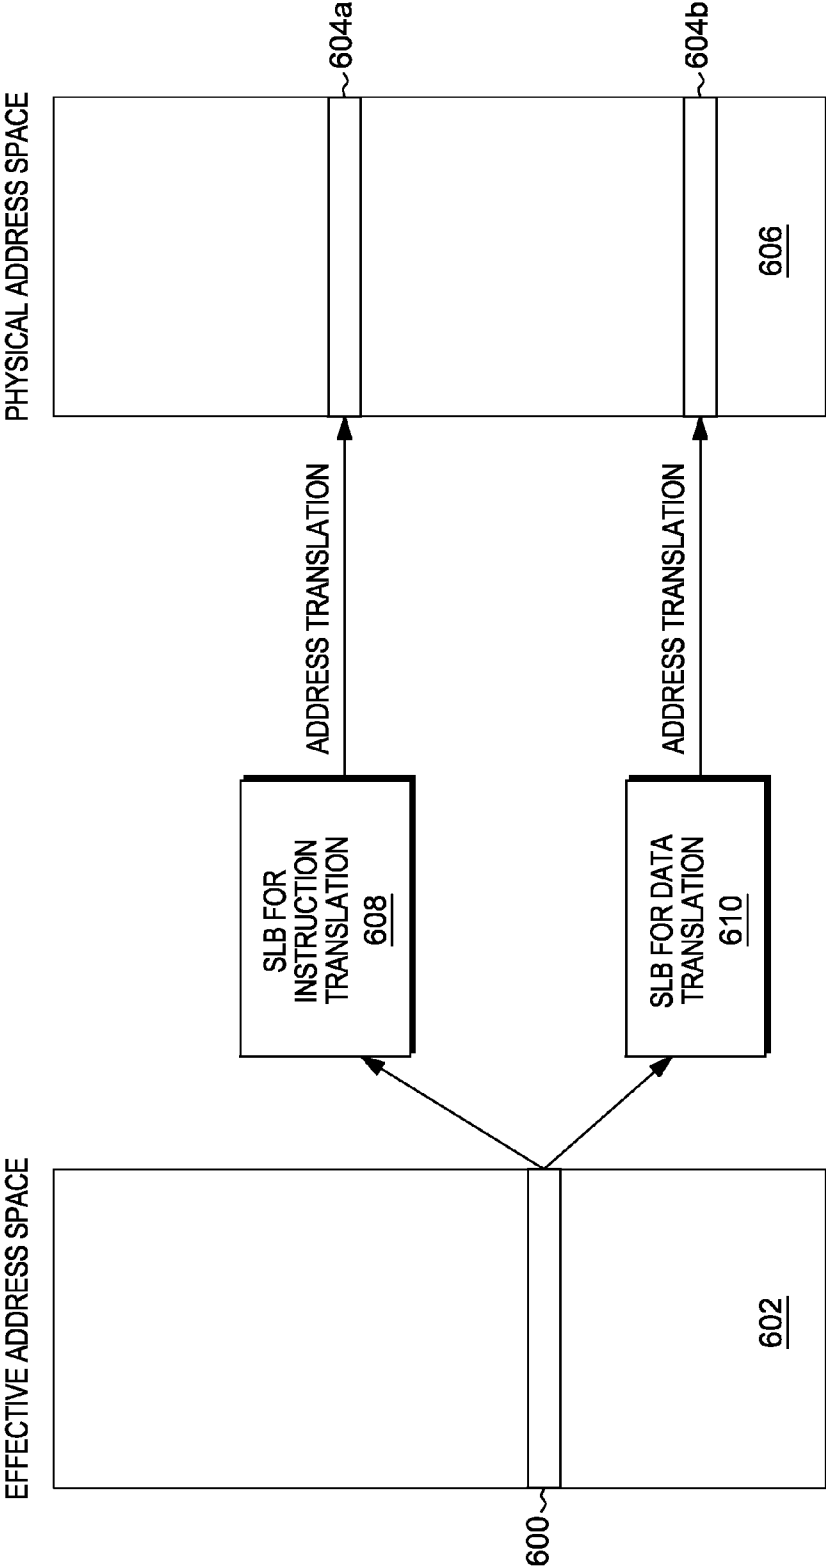 EFFECTIVE ADDRESS SPACE
600
602
SLB FOR
INSTRUCTION
TRANSLATION
608
SLB FOR DATA
TRANSLATION
610
ADDRESS TRANSLATION
ADDRESS TRANSLATION
PHYSICAL ADDRESS SPACE
604a
604b
606